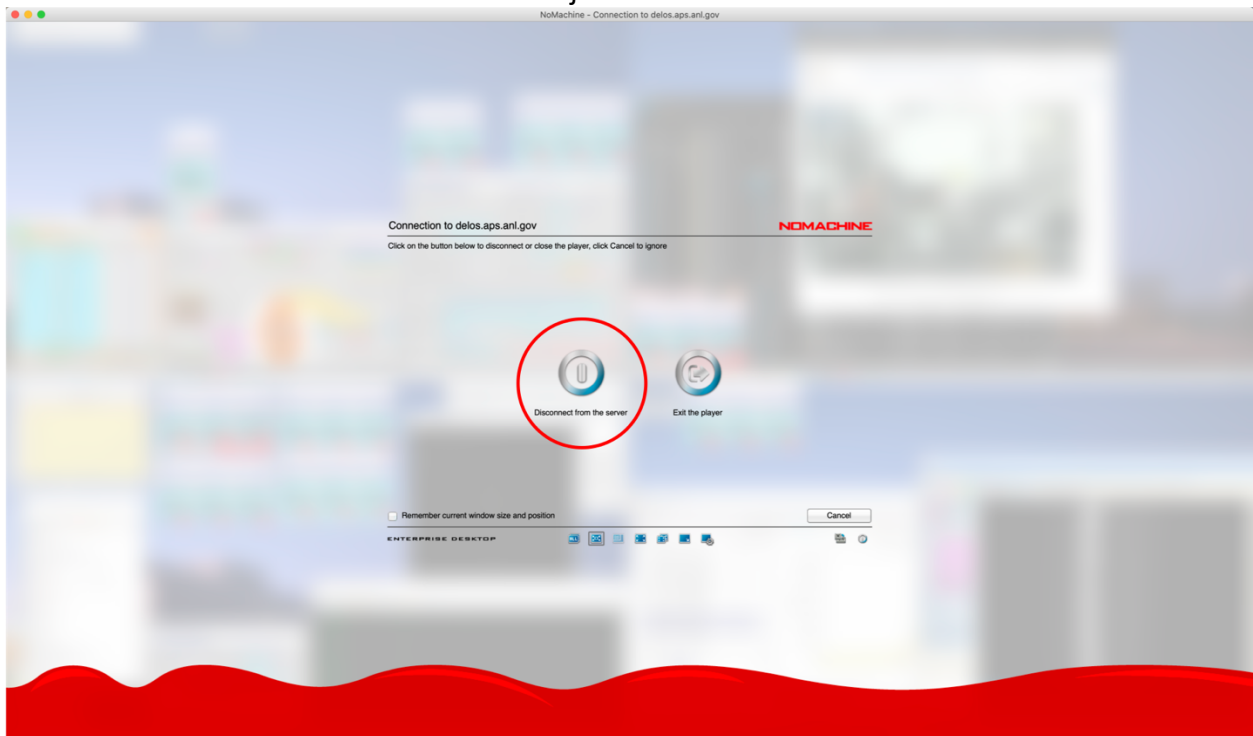 NoMachine - Connection to delos.aps.anl.gov
Connection to delos.aps.anl.gov
NOMACHINE
Click on the button below to disconnect or close the player, click Cancel to ignore
Disconnect from the server
Exit the player
Remember current window size and position
Cancel
ENTERPRISE DESKTOP